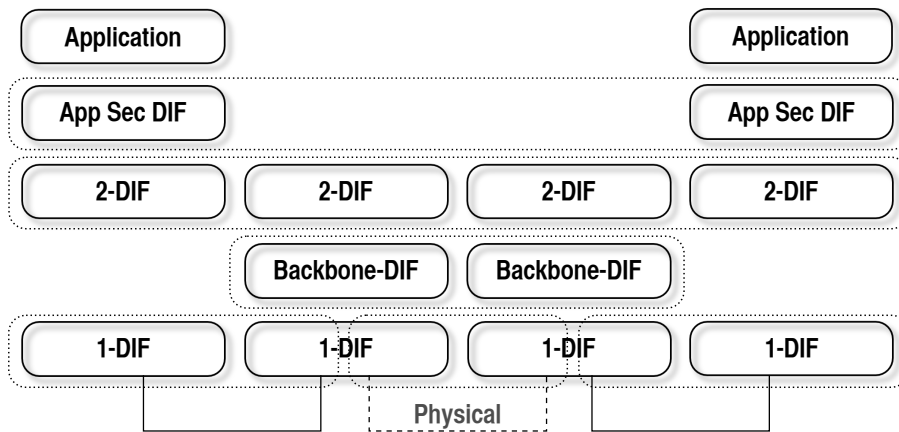 Application Application
App Sec DIF App Sec DIF
2-DIF 2-DIF 2-DIF 2-DIF
Backbone-DIF Backbone-DIF
1-DIF 1-DIF 1-DIF 1-DIF
Physical